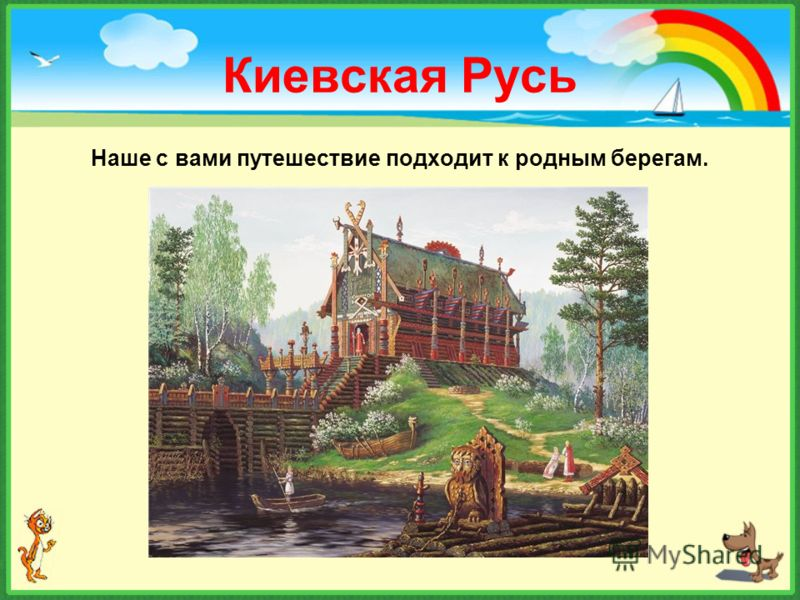 Киевская Русь
Наше с вами путешествие подходит к родным берегам.
MyShared